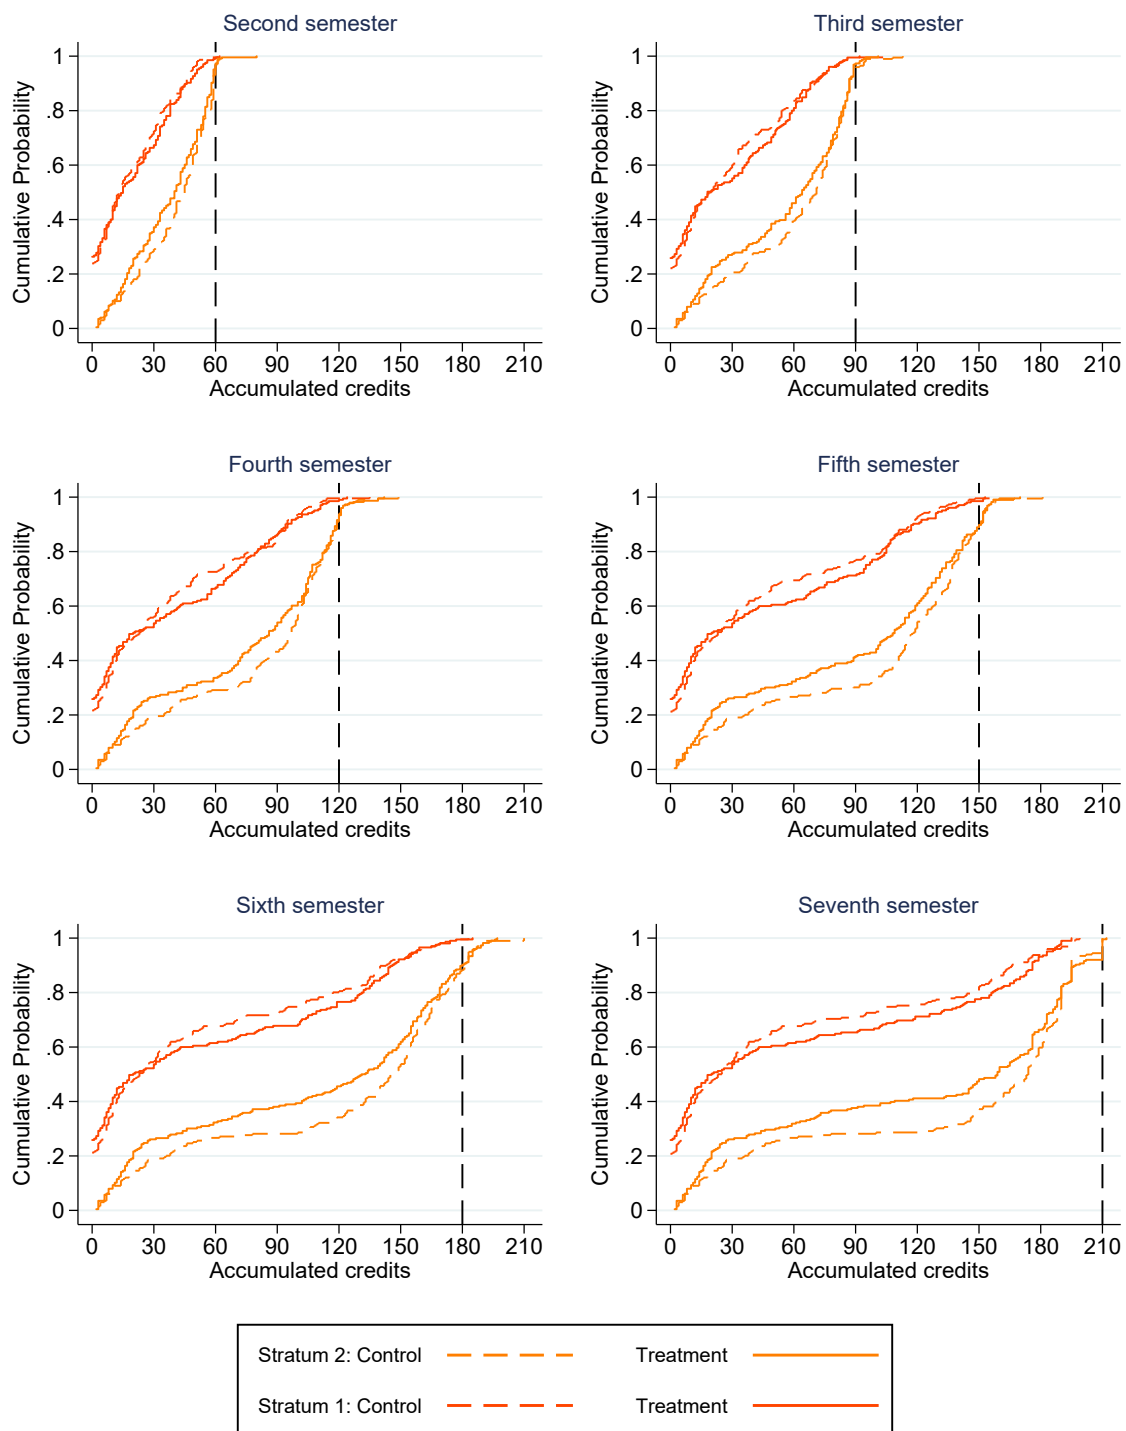 Second semester
Third semester
Cumulative Probability
1
.8
.6
.4
.2
0
0 30 60 90 120 150 180 210
Accumulated credits
Cumulative Probability
1
.8
.6
.4
.2
0
0 30 60 90 120 150 180 210
Accumulated credits
Fourth semester
Fifth semester
Cumulative Probability
1
.8
.6
.4
.2
0
0 30 60 90 120 150 180 210
Accumulated credits
Cumulative Probability
1
.8
.6
.4
.2
0
0 30 60 90 120 150 180 210
Accumulated credits
Sixth semester
Seventh semester
Cumulative Probability
1
.8
.6
.4
.2
0
0 30 60 90 120 150 180 210
Accumulated credits
Cumulative Probability
1
.8
.6
.4
.2
0
0 30 60 90 120 150 180 210
Accumulated credits
Stratum 2: Control Treatment
Stratum 1: Control Treatment